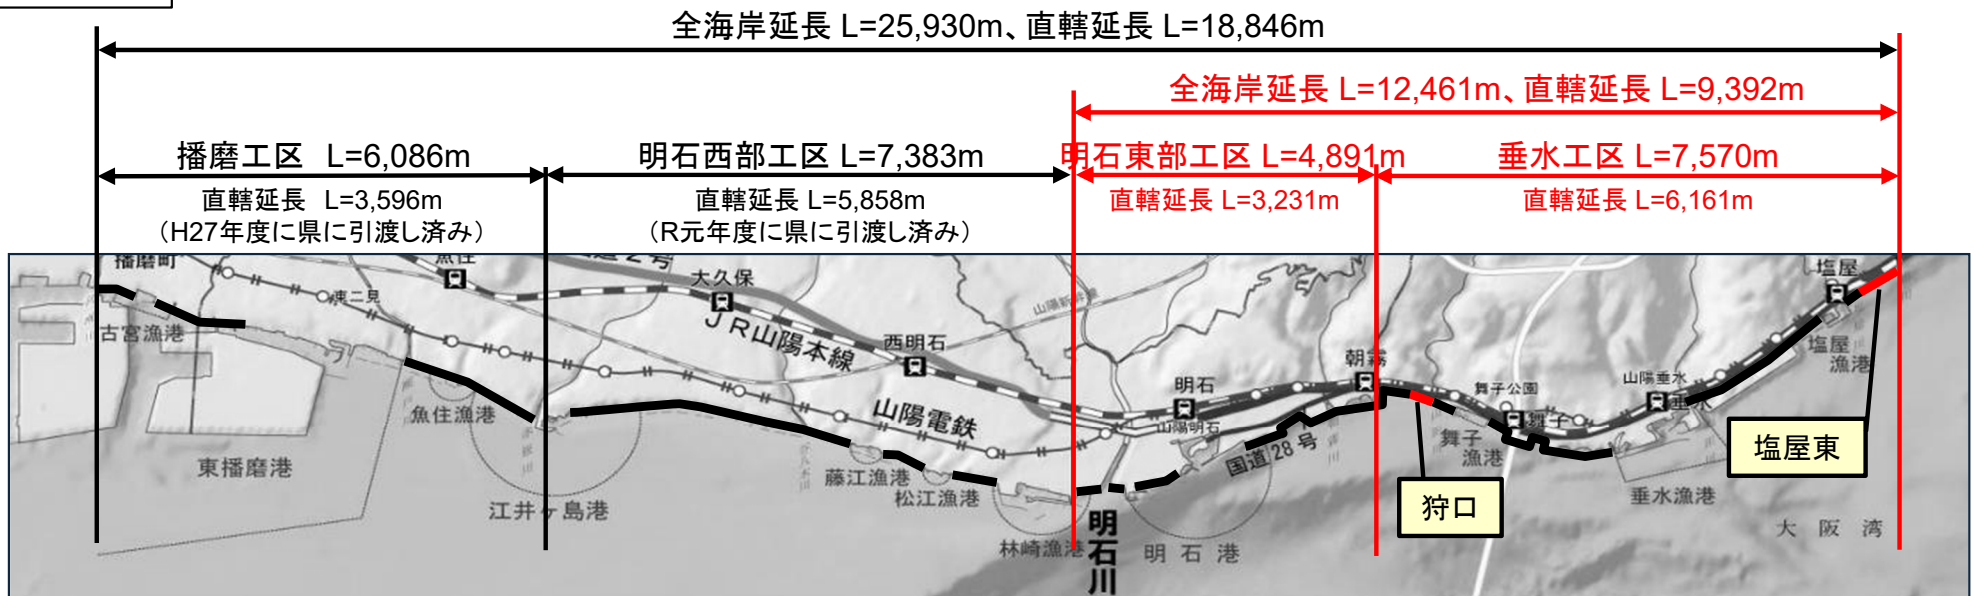 全海岸延長 L=25,930m、直轄延長 L=18,846m
全海岸延長 L=12,461m、直轄延長 L=9,392m
播磨工区 L=6,086m
明石西部工区 L=7,383m
明石東部工区 L=4,891m
垂水工区 L=7,570m
直轄延長 L=3,596m
(H27年度に県に引渡し済み)
直轄延長 L=5,858m
(R元年度に県に引渡し済み)
直轄延長 L=3,231m
直轄延長 L=6,161m
播磨町
魚住
東二見
大久保
JR山陽本線
西明石
山陽新幹線
古宮漁港
魚住漁港
東播磨港
江井ヶ島港
山陽電鉄
藤江漁港
松江漁港
林崎漁港
明石川
明石
山陽明石
明石港
国道28号
朝霧
舞子公園
舞子
舞子漁港
狩口
山陽垂水
垂水
垂水漁港
塩屋
塩屋漁港
塩屋東
大阪湾